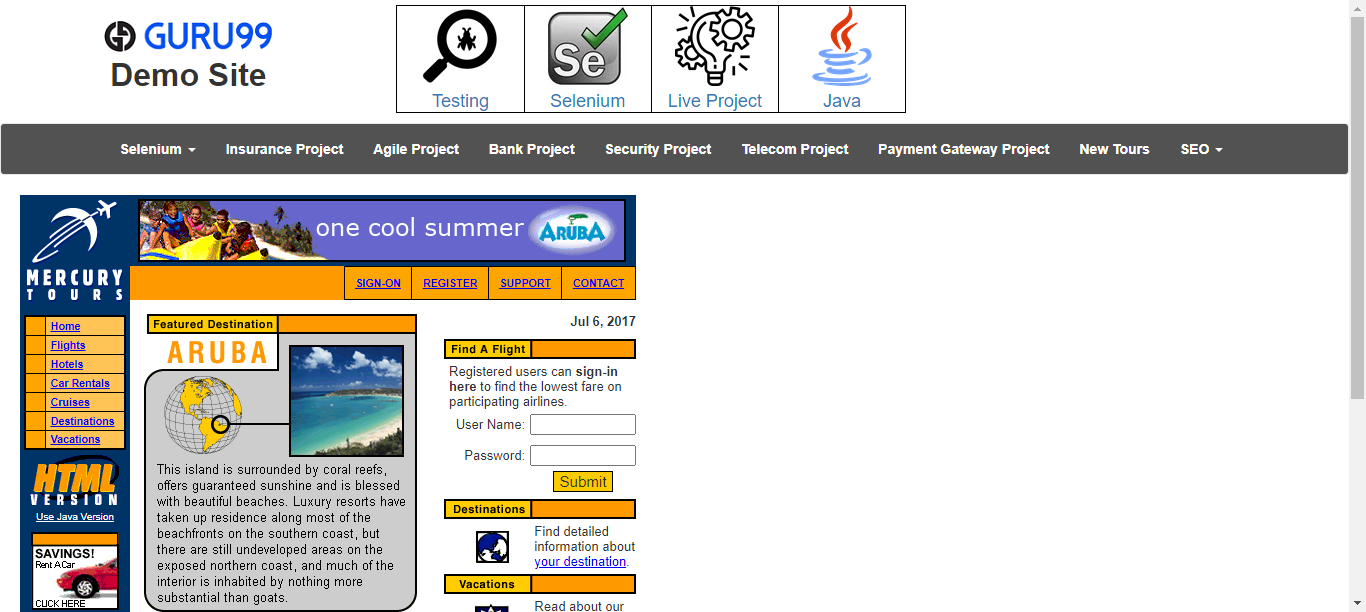 GURU99
Demo Site
Testing
Selenium
Live Project
Java
Se
Selenium
Insurance Project
Agile Project
Bank Project
Security Project
Telecom Project
Payment Gateway Project
New Tours
SEO
MERCURY
TOURS
one cool summer
ARUBA
SIGN-ON
REGISTER
SUPPORT
CONTACT
Home
Flights
Hotels
Car Rentals
Cruises
Destinations
Vacations
HTML
VERSION
Use Java Version
SAVINGS!
Rent A Car
CLICK HERE
Featured Destination
ARUBA
This island is surrounded by coral reefs,
offers guaranteed sunshine and is blessed
with beautiful beaches. Luxury resorts have
taken up residence along most of the
beachfronts on the southern coast, but
there are still undeveloped areas on the
exposed northern coast, and much of the
interior is inhabited by nothing more
substantial than goats.
Jul 6, 2017
Find A Flight
Registered users can sign-in
here to find the lowest fare on
participating airlines.
User Name:
Password:
Submit
Destinations
Find detailed
information about
your destination.
Vacations
Read about our